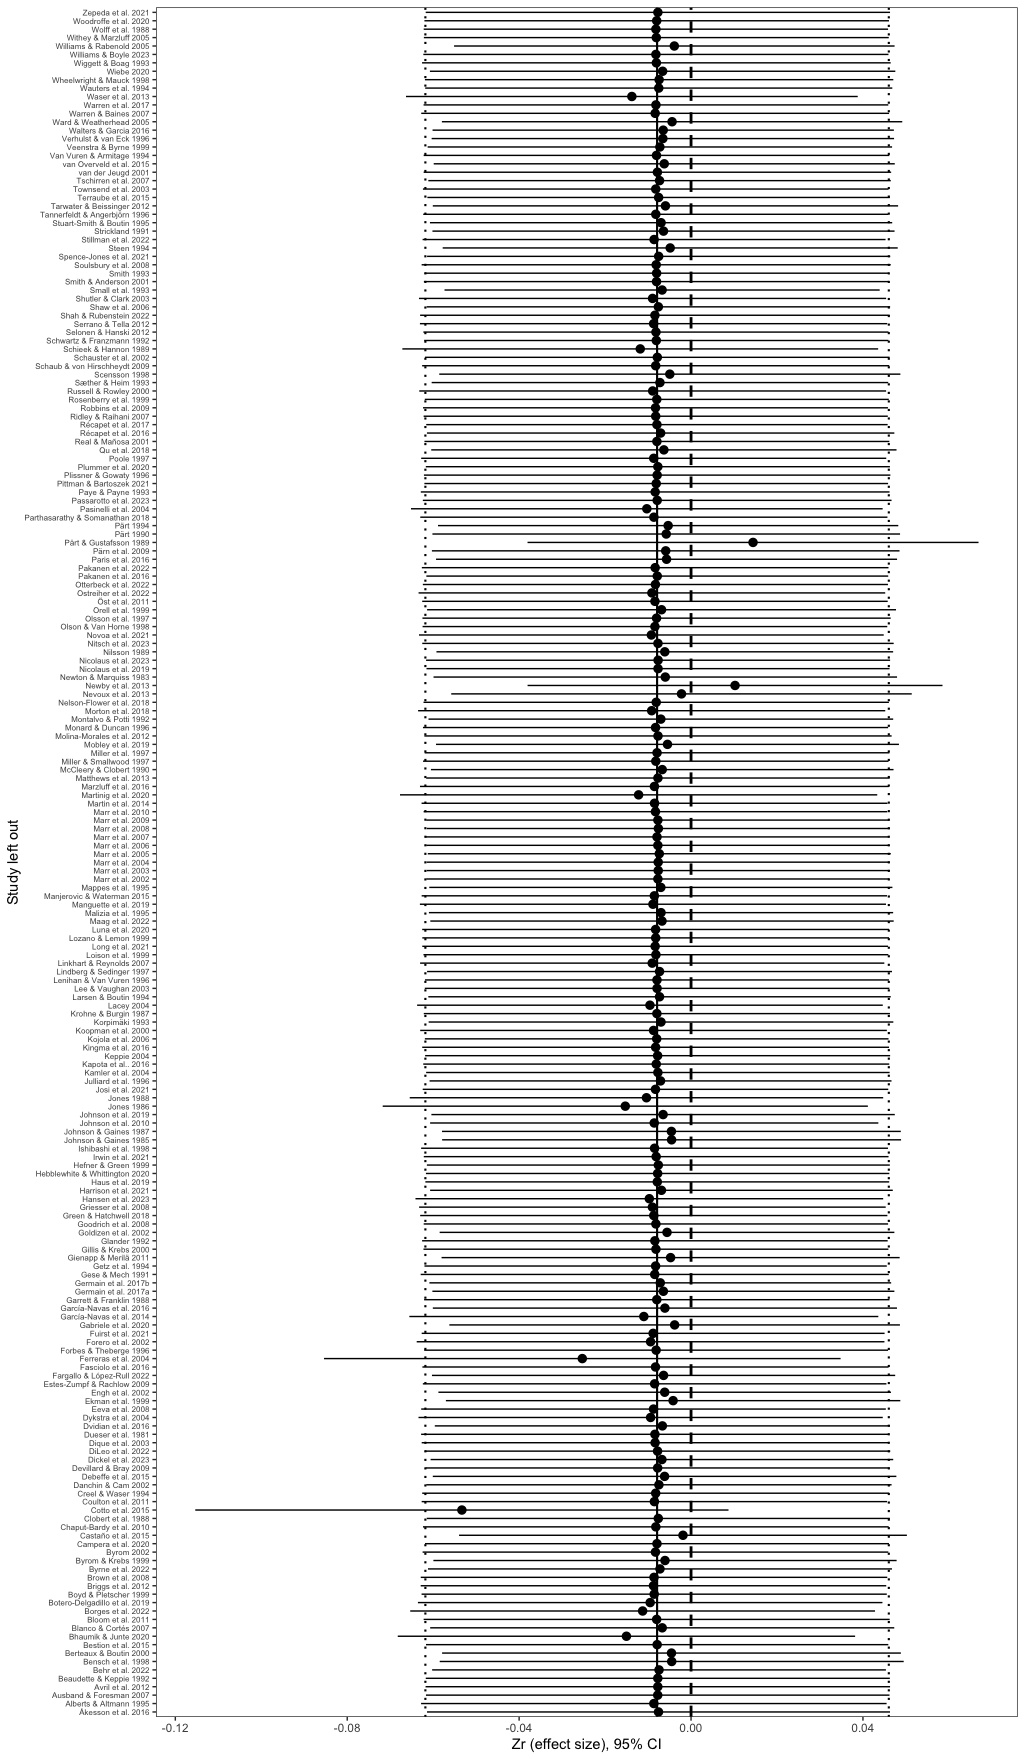 Zepeda et al. 2021
Woodroffe et al. 2020
Wolff et al. 1988
Withey & Marzluff 2005
Williams & Rabenold 2005
Williams & Boyle 2023
Wiggett & Boag 1993
Wiebe 2020
Wheelwright & Mauck 1998
Wauters et al. 1994
Waser et al. 2013
Warren et al. 2017
Warren & Baines 2007
Ward & Weatherhead 2005
Walters & Garcia 2016
Verhulst & van Eck 1996
Veenstra & Byrne 1999
Van Vuren & Armitage 1994
van Overveld et al. 2015
van der Jeugd 2001
Tschirren et al. 2007
Townsend et al. 2003
Terraube et al. 2015
Tarwater & Beissinger 2012
Tannerfeldt & Angerbjörn 1996
Stuart-Smith & Boutin 1995
Strickland 1991
Stillman et al. 2022
Steen 1994
Spence-Jones et al. 2021
Soulsbury et al. 2008
Smith 1993
Smith & Anderson 2001
Small et al. 1993
Shutler & Clark 2003
Shaw et al. 2006
Shah & Rubenstein 2022
Serrano & Tella 2012
Selonen & Hanski 2012
Schwartz & Franzmann 1992
Schieek & Hannon 1989
Schauster et al. 2002
Schaub & von Hirschheydt 2009
Scensson 1998
Sæther & Heim 1993
Russell & Rowley 2000
Rosenberry et al. 1999
Robbins et al. 2009
Ridley & Raihani 2007
Récapet et al. 2017
Récapet et al. 2016
Real & Mañosa 2001
Qu et al. 2018
Poole 1997
Plummer et al. 2020
Plissner & Gowaty 1996
Pittman & Bartoszek 2021
Paye & Payne 1993
Passarotto et al. 2023
Pasinelli et al. 2004
Parthasarathy & Somanathan 2018
Pärt 1994
Pärt 1990
Pärt & Gustafsson 1989
Pärn et al. 2009
Paris et al. 2016
Pakanen et al. 2022
Pakanen et al. 2016
Otterbeck et al. 2022
Ostreiher et al. 2022
Öst et al. 2011
Orell et al. 1999
Olsson et al. 1997
Olson & Van Horne 1998
Novoa et al. 2021
Nitsch et al. 2023
Nilsson 1989
Nicolaus et al. 2023
Nicolaus et al. 2019
Newton & Marquiss 1983
Newby et al. 2013
Nevoux et al. 2013
Nelson-Flower et al. 2018
Morton et al. 2018
Montalvo & Potti 1992
Monard & Duncan 1996
Molina-Morales et al. 2012
Mobley et al. 2019
Miller et al. 1997
Miller & Smallwood 1997
McCleery & Clobert 1990
Matthews et al. 2013
Marzluff et al. 2016
Martinig et al. 2020
Martin et al. 2014
Marr et al. 2010
Marr et al. 2009
Marr et al. 2008
Marr et al. 2007
Marr et al. 2006
Marr et al. 2005
Marr et al. 2004
Marr et al. 2003
Marr et al. 2002
Mappes et al. 1995
Manjerovic & Waterman 2015
Manguette et al. 2019
Malizia et al. 1995
Maag et al. 2022
Luna et al. 2020
Lozano & Lemon 1999
Long et al. 2021
Loison et al. 1999
Linkhart & Reynolds 2007
Lindberg & Sedinger 1997
Lenihan & Van Vuren 1996
Lee & Vaughan 2003
Larsen & Boutin 1994
Lacey 2004
Krohne & Burgin 1987
Korpimäki 1993
Koopman et al. 2000
Kojola et al. 2006
Kingma et al. 2016
Keppie 2004
Kapota et al.. 2016
Kamler et al. 2004
Julliard et al. 1996
Josi et al. 2021
Jones 1988
Jones 1986
Johnson et al. 2019
Johnson et al. 2010
Johnson & Gaines 1987
Johnson & Gaines 1985
Ishibashi et al. 1998
Irwin et al. 2021
Hefner & Green 1999
Hebblewhite & Whittington 2020
Haus et al. 2019
Harrison et al. 2021
Hansen et al. 2023
Griesser et al. 2008
Green & Hatchwell 2018
Goodrich et al. 2008
Goldizen et al. 2002
Glander 1992
Gillis & Krebs 2000
Gienapp & Merilä 2011
Getz et al. 1994
Gese & Mech 1991
Germain et al. 2017b
Germain et al. 2017a
Garrett & Franklin 1988
García-Navas et al. 2016
García-Navas et al. 2014
Gabriele et al. 2020
Fuirst et al. 2021
Forero et al. 2002
Forbes & Theberge 1996
Ferreras et al. 2004
Fasciolo et al. 2016
Fargallo & López-Rull 2022
Estes-Zumpf & Rachlow 2009
Engh et al. 2002
Ekman et al. 1999
Eeva et al. 2008
Dykstra et al. 2004
Dvidian et al. 2016
Dueser et al. 1981
Dique et al. 2003
DiLeo et al. 2022
Dickel et al. 2023
Devillard & Bray 2009
Debeffe et al. 2015
Danchin & Cam 2002
Creel & Waser 1994
Coulton et al. 2011
Cotto et al. 2015
Clobert et al. 1988
Chaput-Bardy et al. 2010
Castaño et al. 2015
Campera et al. 2020
Byrom 2002
Byrom & Krebs 1999
Byrne et al. 2022
Brown et al. 2008
Briggs et al. 2012
Boyd & Pletscher 1999
Botero-Delgadillo et al. 2019
Borges et al. 2022
Bloom et al. 2011
Blanco & Cortés 2007
Bhaumik & Junte 2020
Bestion et al. 2015
Berteaux & Boutin 2000
Bensch et al. 1998
Behr et al. 2022
Beaudette & Keppie 1992
Avril et al. 2012
Ausband & Foresman 2007
Alberts & Altmann 1995
Åkesson et al. 2016
Study left out
-0.12 -0.08 -0.04 0.00 0.04
Zr (effect size), 95% CI